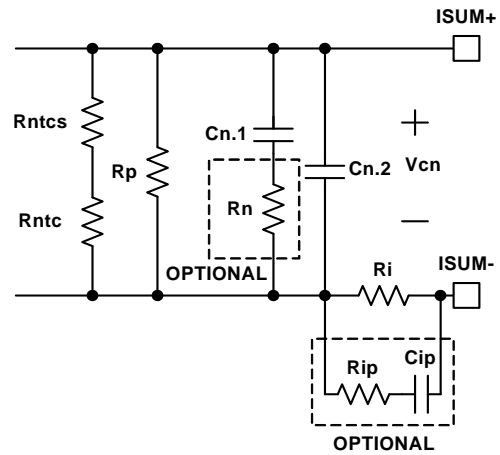 ISUM+
Rntcs
Cn.1
+
Rp
Cn.2
Vcn
Rntc
Rn
−
OPTIONAL
Ri
ISUM-
Rip
Cip
OPTIONAL